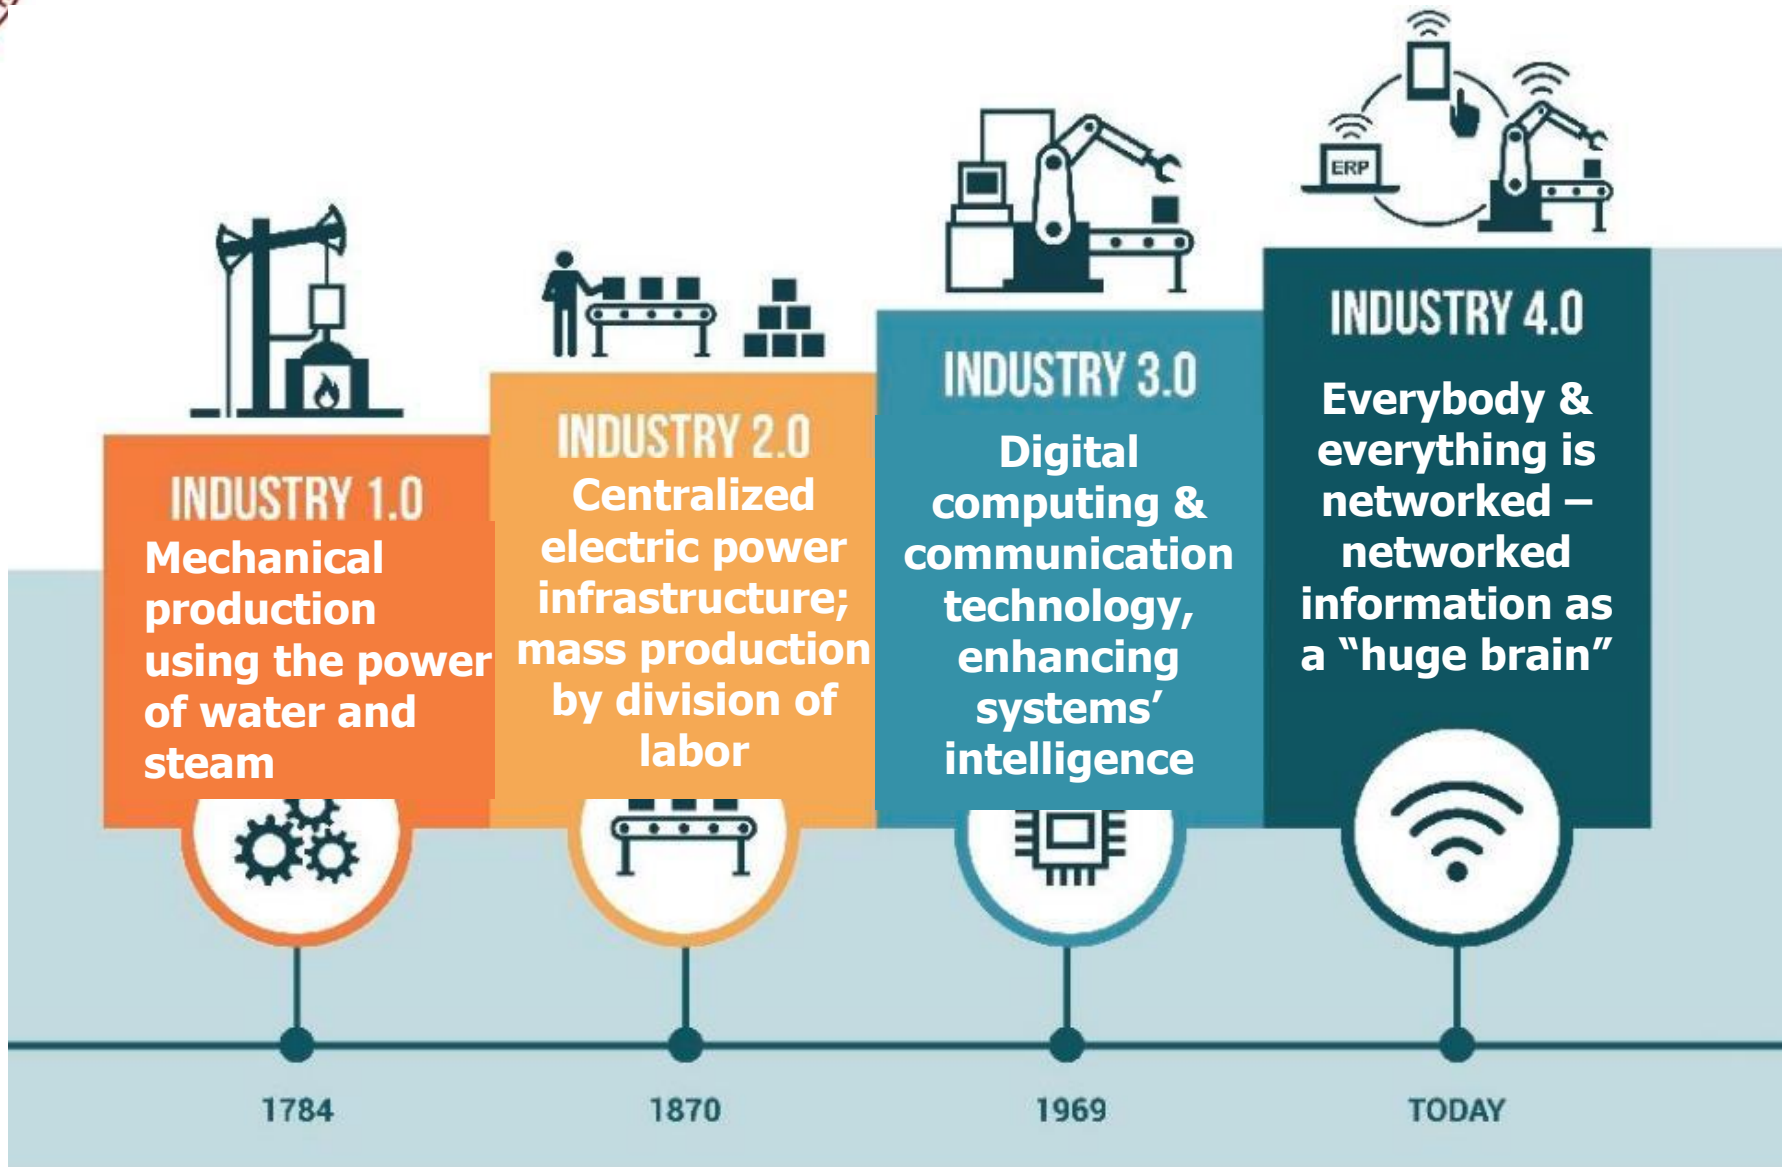 ERP
INDUSTRY 1.0
Mechanical
production
using the power
of water and
steam
INDUSTRY 2.0
Centralized
electric power
infrastructure;
mass production
by division of
labor
INDUSTRY 3.0
Digital
computing &
communication
technology,
enhancing
systems’
intelligence
INDUSTRY 4.0
Everybody &
everything is
networked –
networked
information as
a “huge brain”
1784
1870
1969
TODAY